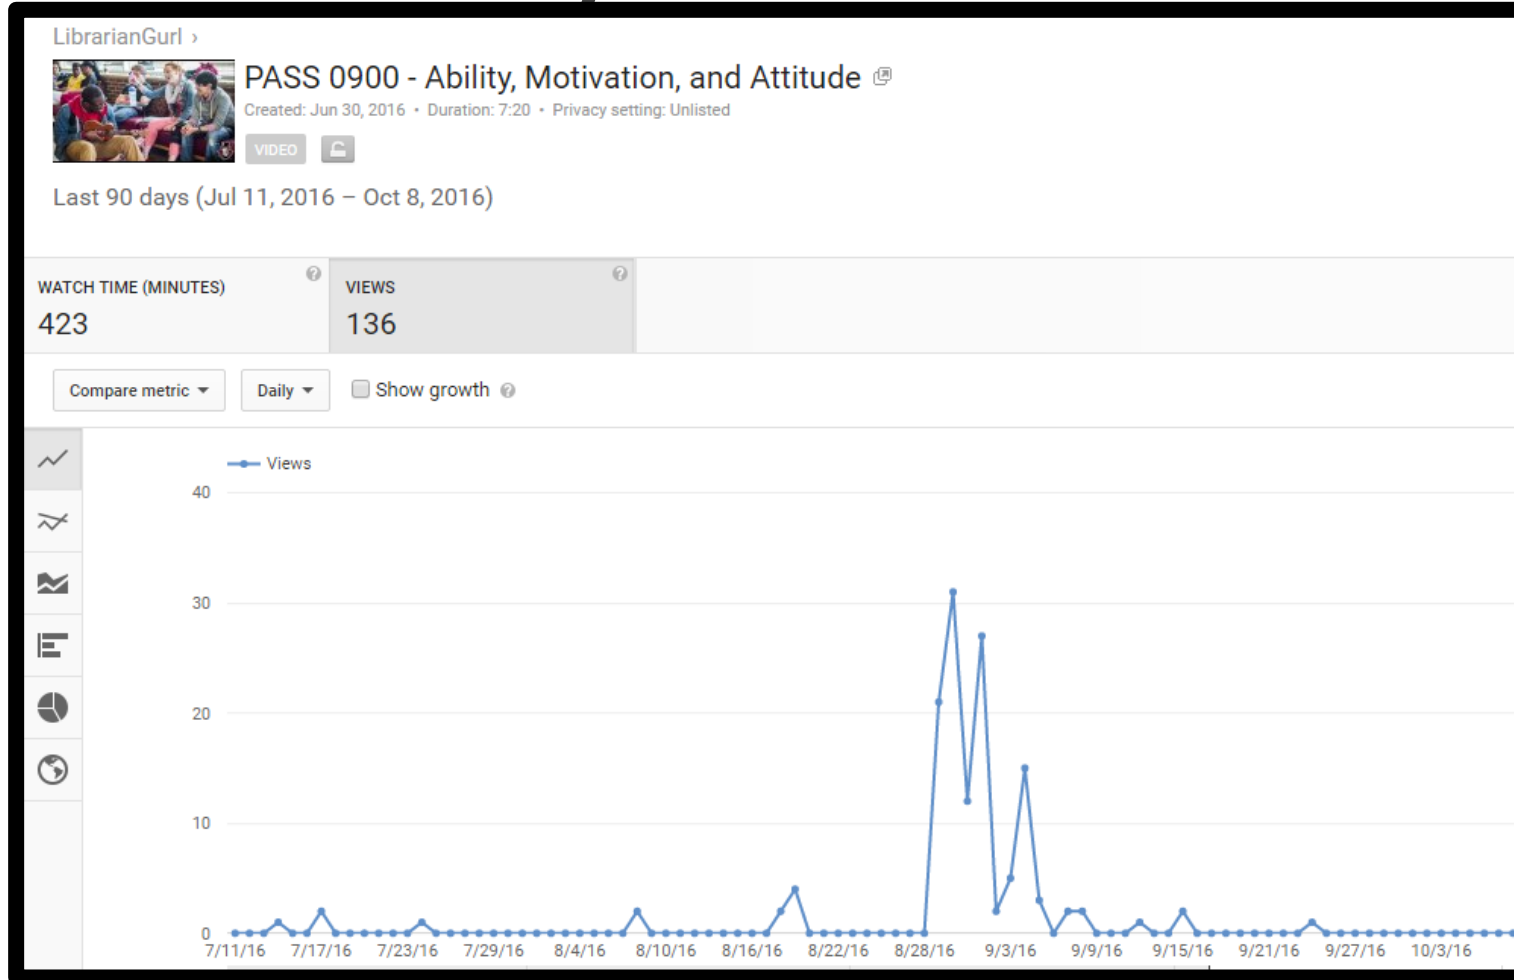 LibrarianGurl ›
PASS 0900 - Ability, Motivation, and Attitude
Created: Jun 30, 2016 • Duration: 7:20 • Privacy setting: Unlisted
VIDEO
Last 90 days (Jul 11, 2016 – Oct 8, 2016)
WATCH TIME (MINUTES) ? VIEWS ?
423 136
Compare metric Daily Show growth ?
Views
40
30
20
10
0
7/11/16 7/17/16 7/23/16 7/29/16 8/4/16 8/10/16 8/16/16 8/22/16 8/28/16 9/3/16 9/9/16 9/15/16 9/21/16 9/27/16 10/3/16